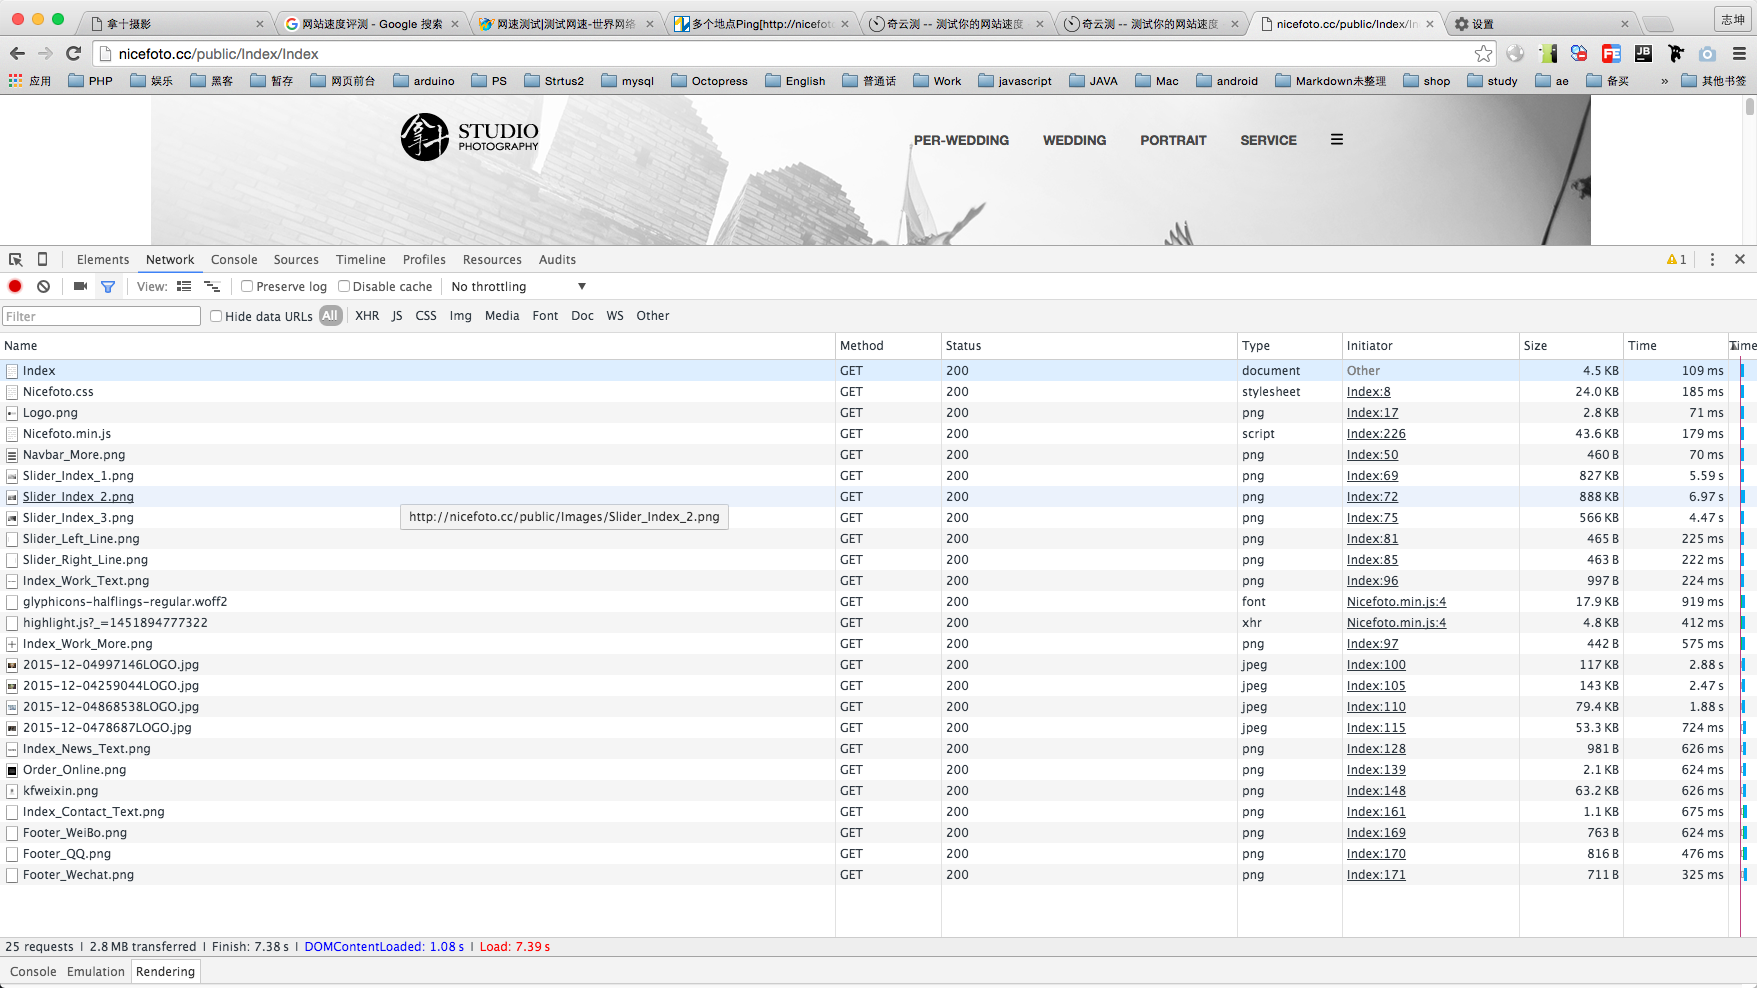 拿十摄影
网站速度评测 - Google 搜索
网速测试|测试网速-世界网络
多个地点Ping[http://nicefoto
奇云测 -- 测试你的网站速度
奇云测 -- 测试你的网站速度
nicefoto.cc/public/Index/In
设置
志坤
nicefoto.cc/public/Index/Index
应用 PHP 娱乐 黑客 暂存 网页前台 arduino PS Strtus2 mysql Octopress English 普通话 Work javascript JAVA Mac android Markdown未整理 shop study ae 备买 » 其他书签
拿十 STUDIO
PHOTOGRAPHY
PER-WEDDING WEDDING PORTRAIT SERVICE
Elements Network Console Sources Timeline Profiles Resources Audits 1
View: Preserve log Disable cache No throttling
Filter Hide data URLs All XHR JS CSS Img Media Font Doc WS Other
Name Method Status Type Initiator Size Time Time
Index GET 200 document Other 4.5 KB 109 ms
Nicefoto.css GET 200 stylesheet Index:8 24.0 KB 185 ms
Logo.png GET 200 png Index:17 2.8 KB 71 ms
Nicefoto.min.js GET 200 script Index:226 43.6 KB 179 ms
Navbar_More.png GET 200 png Index:50 460 B 70 ms
Slider_Index_1.png GET 200 png Index:69 827 KB 5.59 s
Slider_Index_2.png GET 200 png Index:72 888 KB 6.97 s
Slider_Index_3.png GET 200 png Index:75 566 KB 4.47 s
http://nicefoto.cc/public/Images/Slider_Index_2.png
Slider_Left_Line.png GET 200 png Index:81 465 B 225 ms
Slider_Right_Line.png GET 200 png Index:85 463 B 222 ms
Index_Work_Text.png GET 200 png Index:96 997 B 224 ms
glyphicons-halflings-regular.woff2 GET 200 font Nicefoto.min.js:4 17.9 KB 919 ms
highlight.js?_=1451894777322 GET 200 xhr Nicefoto.min.js:4 4.8 KB 412 ms
Index_Work_More.png GET 200 png Index:97 442 B 575 ms
2015-12-04997146LOGO.jpg GET 200 jpeg Index:100 117 KB 2.88 s
2015-12-04259044LOGO.jpg GET 200 jpeg Index:105 143 KB 2.47 s
2015-12-04868538LOGO.jpg GET 200 jpeg Index:110 79.4 KB 1.88 s
2015-12-0478687LOGO.jpg GET 200 jpeg Index:115 53.3 KB 724 ms
Index_News_Text.png GET 200 png Index:128 981 B 626 ms
Order_Online.png GET 200 png Index:139 2.1 KB 624 ms
kfweixin.png GET 200 png Index:148 63.2 KB 626 ms
Index_Contact_Text.png GET 200 png Index:161 1.1 KB 675 ms
Footer_WeiBo.png GET 200 png Index:169 763 B 624 ms
Footer_QQ.png GET 200 png Index:170 816 B 476 ms
Footer_Wechat.png GET 200 png Index:171 711 B 325 ms
25 requests | 2.8 MB transferred | Finish: 7.38 s | DOMContentLoaded: 1.08 s | Load: 7.39 s
Console Emulation Rendering